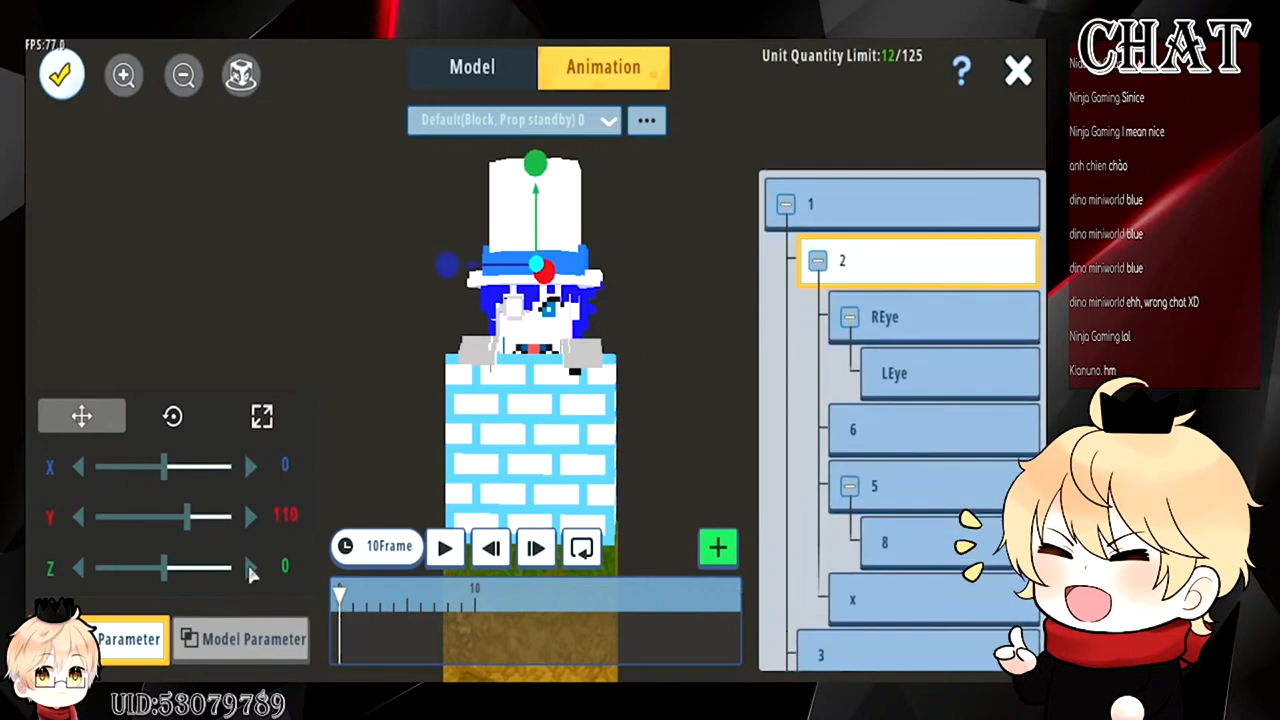 FPS:77.0
Model
Animation
Unit Quantity Limit:12/125
?
CHAT
Default(Block, Prop standby) 0
Ninja Gaming Sinice
Ninja Gaming I mean nice
anh chien chào
dino miniworld blue
dino miniworld blue
dino miniworld blue
dino miniworld ehh, wrong chat XD
Ninja Gaming lol
Kianuno. hm
1
2
REye
LEye
6
5
8
x
3
X 0
Y 110
Z 0
10Frame
0 10
Parameter
Model Parameter
UID:53079789